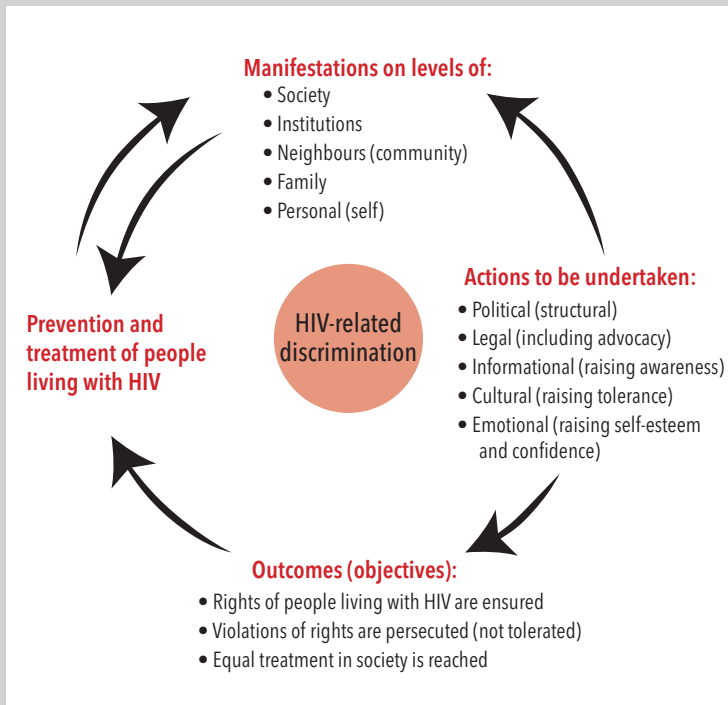 Manifestations on levels of:
• Society
• Institutions
• Neighbours (community)
• Family
• Personal (self)
Actions to be undertaken:
• Political (structural)
• Legal (including advocacy)
• Informational (raising awareness)
• Cultural (raising tolerance)
• Emotional (raising self-esteem
and confidence)
HIV-related
discrimination
Prevention and
treatment of people
living with HIV
Outcomes (objectives):
• Rights of people living with HIV are ensured
• Violations of rights are persecuted (not tolerated)
• Equal treatment in society is reached